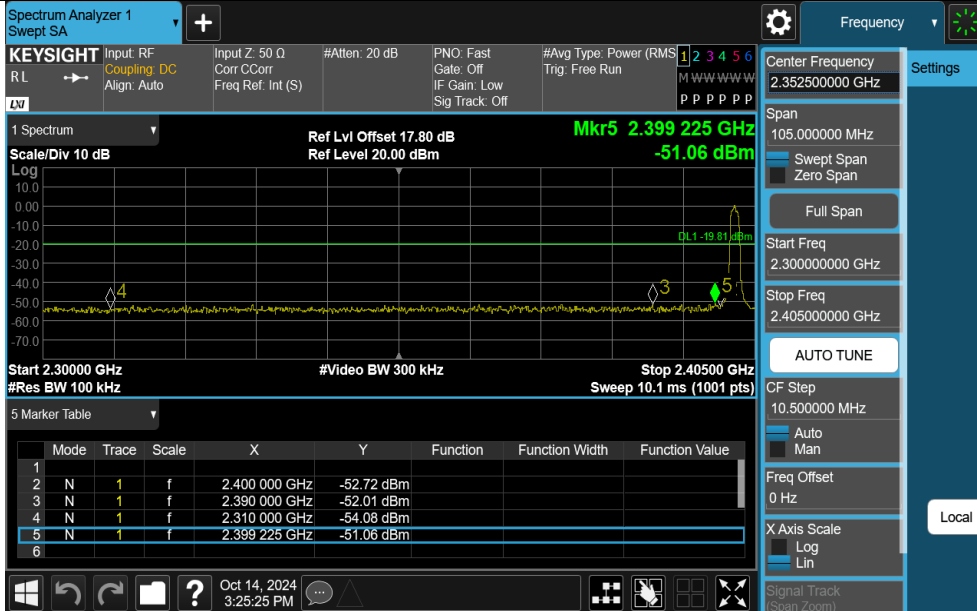 Spectrum Analyzer 1
Swept SA
+
Frequency
KEYSIGHT
RL
LXI
Input: RF
Coupling: DC
Align: Auto
Input Z: 50 Ω
Corr CCorr
Freq Ref: Int (S)
#Atten: 20 dB
PNO: Fast
Gate: Off
IF Gain: Low
Sig Track: Off
#Avg Type: Power (RMS
Trig: Free Run
1 2 3 4 5 6
M W W W W W
P P P P P P
1 Spectrum
Scale/Div 10 dB
Ref Lvl Offset 17.80 dB
Ref Level 20.00 dBm
Mkr5 2.399 225 GHz
-51.06 dBm
Log
10.0
0.00
-10.0
-20.0
-30.0
-40.0
-50.0
-60.0
-70.0
DL1 -19.81 dBm
4
3
5
Start 2.30000 GHz
#Video BW 300 kHz
Stop 2.40500 GHz
#Res BW 100 kHz
Sweep 10.1 ms (1001 pts)
5 Marker Table
Mode Trace Scale X Y Function Function Width Function Value
1
2 N 1 f 2.400 000 GHz -52.72 dBm
3 N 1 f 2.390 000 GHz -52.01 dBm
4 N 1 f 2.310 000 GHz -54.08 dBm
5 N 1 f 2.399 225 GHz -51.06 dBm
6
?
Oct 14, 2024
3:25:25 PM
Center Frequency
2.352500000 GHz
Span
105.000000 MHz
Swept Span
Zero Span
Full Span
Start Freq
2.300000000 GHz
Stop Freq
2.405000000 GHz
AUTO TUNE
CF Step
10.500000 MHz
Auto
Man
Freq Offset
0 Hz
X Axis Scale
Log
Lin
Signal Track
(Span Zoom)
Settings
Local